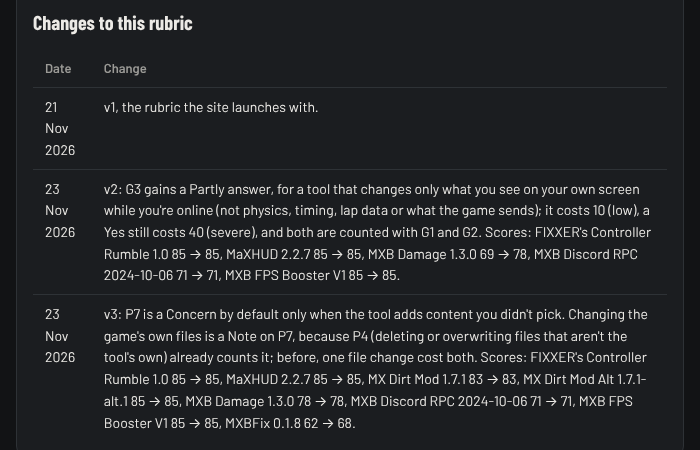 Changes to this rubric
Date Change
21 Nov 2026 v1, the rubric the site launches with.
23 Nov 2026 v2: G3 gains a Partly answer, for a tool that changes only what you see on your own screen
while you're online (not physics, timing, lap data or what the game sends); it costs 10 (low), a
Yes still costs 40 (severe), and both are counted with G1 and G2. Scores: FIXXER's Controller
Rumble 1.0 85 → 85, MaXHUD 2.2.7 85 → 85, MXB Damage 1.3.0 69 → 78, MXB Discord RPC
2024-10-06 71 → 71, MXB FPS Booster V1 85 → 85.
23 Nov 2026 v3: P7 is a Concern by default only when the tool adds content you didn't pick. Changing the
game's own files is a Note on P7, because P4 (deleting or overwriting files that aren't the
tool's own) already counts it; before, one file change cost both. Scores: FIXXER's Controller
Rumble 1.0 85 → 85, MaXHUD 2.2.7 85 → 85, MX Dirt Mod 1.7.1 83 → 83, MX Dirt Mod Alt 1.7.1-
alt.1 85 → 85, MXB Damage 1.3.0 78 → 78, MXB Discord RPC 2024-10-06 71 → 71, MXB FPS
Booster V1 85 → 85, MXBFix 0.1.8 62 → 68.